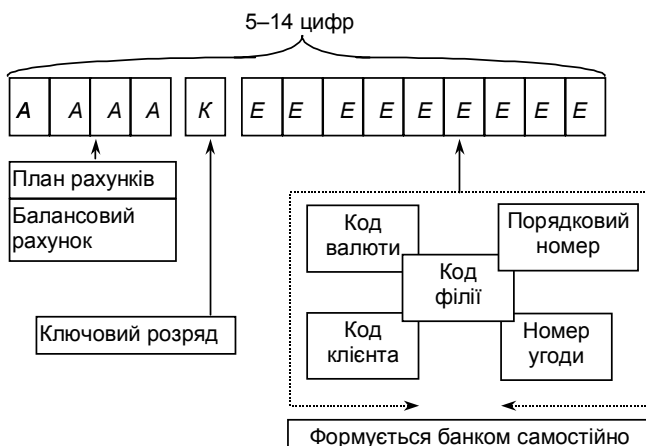 5–14 цифр
А А А А К Е Е Е Е Е Е Е Е Е
План рахунків
Балансовий
рахунок
Ключовий розряд
Код
валюти
Порядковий
номер
Код
філії
Код
клієнта
Номер
угоди
Формується банком самостійно